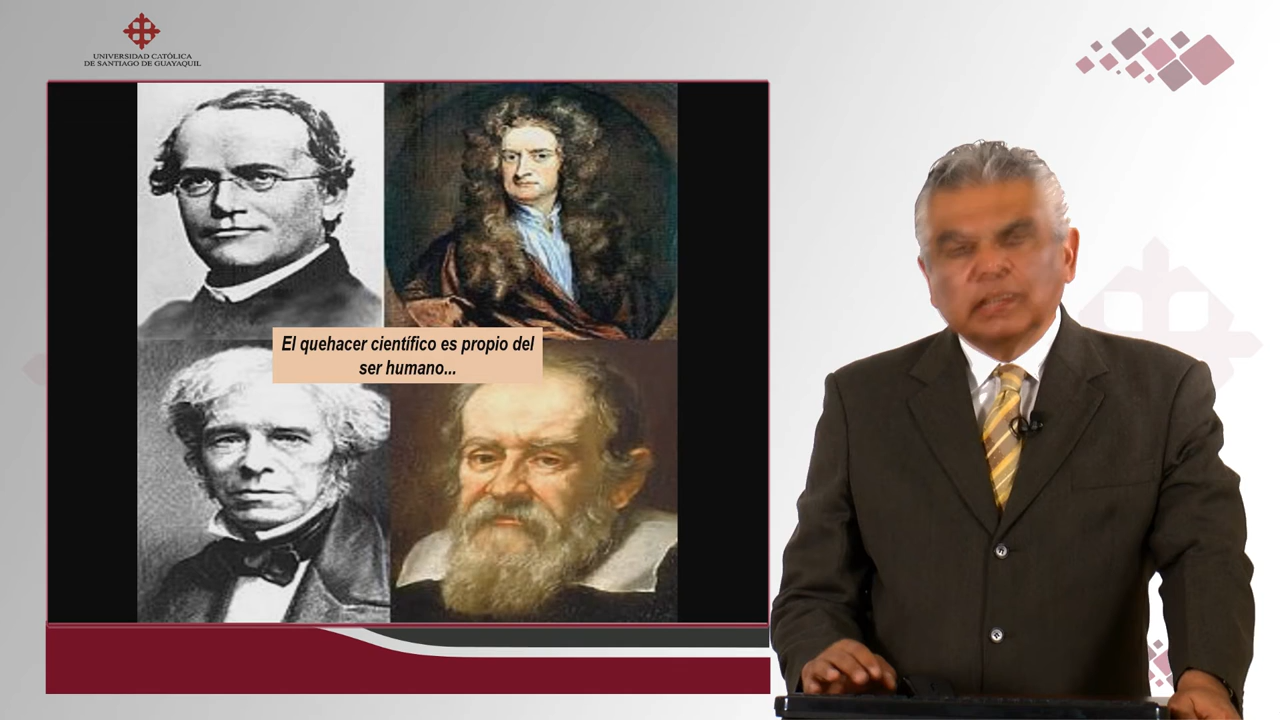 UNIVERSIDAD CATÓLICA
DE SANTIAGO DE GUAYAQUIL
El quehacer científico es propio del
ser humano...